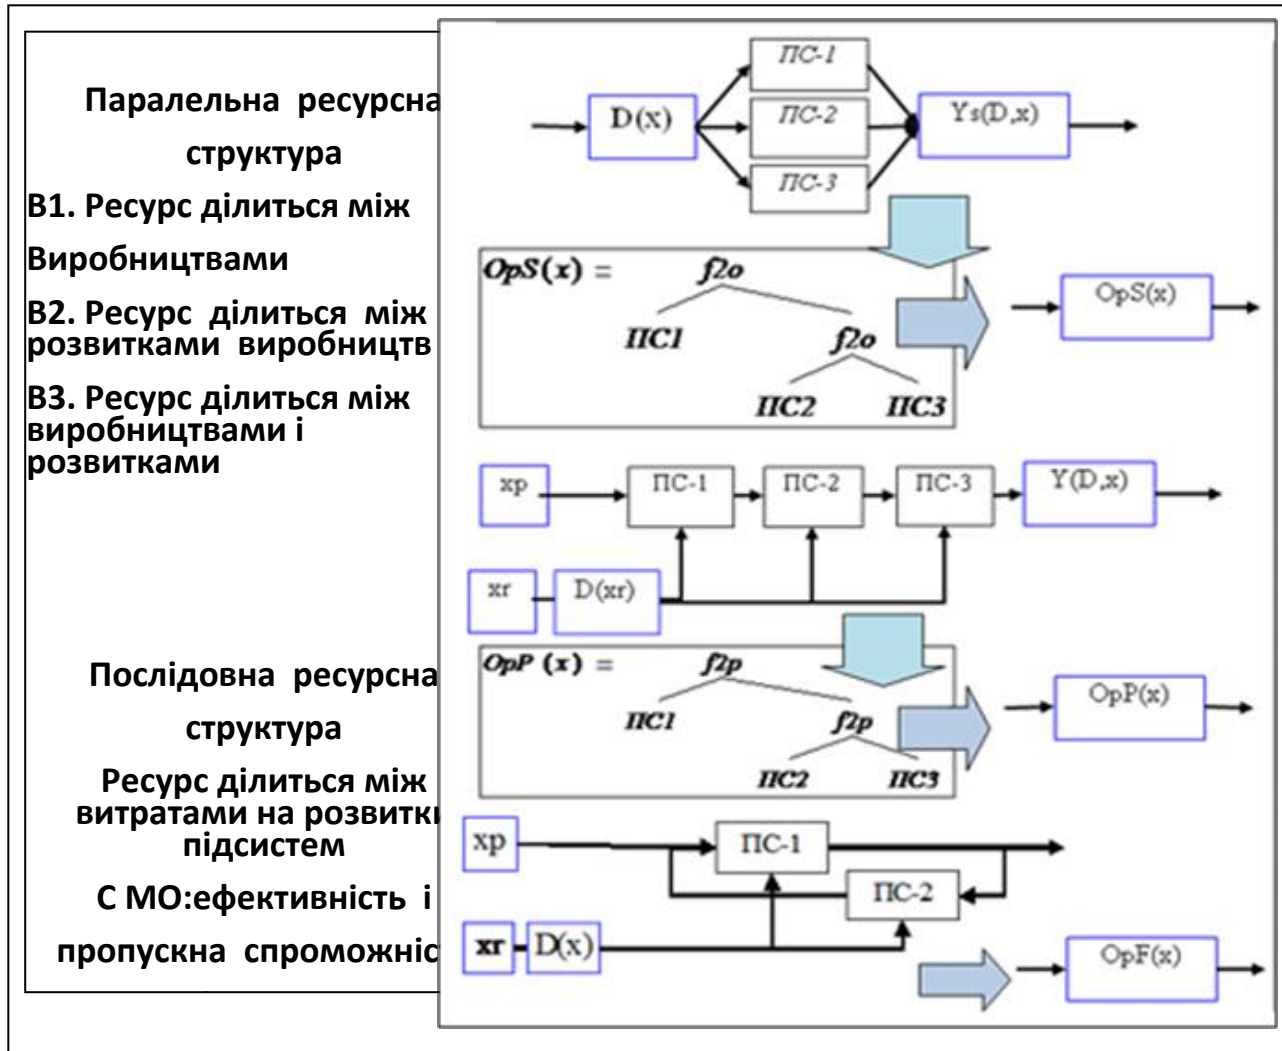 Паралельна ресурсна
структура
В1. Ресурс ділиться між
Виробництвами
В2. Ресурс ділиться між
розвитками виробництв
В3. Ресурс ділиться між
виробництвами і
розвитками
Послідовна ресурсна
структура
Ресурс ділиться між
витратами на розвитки
підсистем
С МО:ефективність і
пропускна спроможніс
ПС-1
D(x)
ПС-2
Ys(D,x)
ПС-3
OpS(x) =
f2o
ПС1
f2o
ПС2
ПС3
OpS(x)
xp
ПС-1
ПС-2
ПС-3
Y(D,x)
xr
D(xr)
OpP (x) =
f2p
ПС1
f2p
ПС2
ПС3
OpP(x)
xp
ПС-1
ПС-2
xr
D(x)
OpF(x)